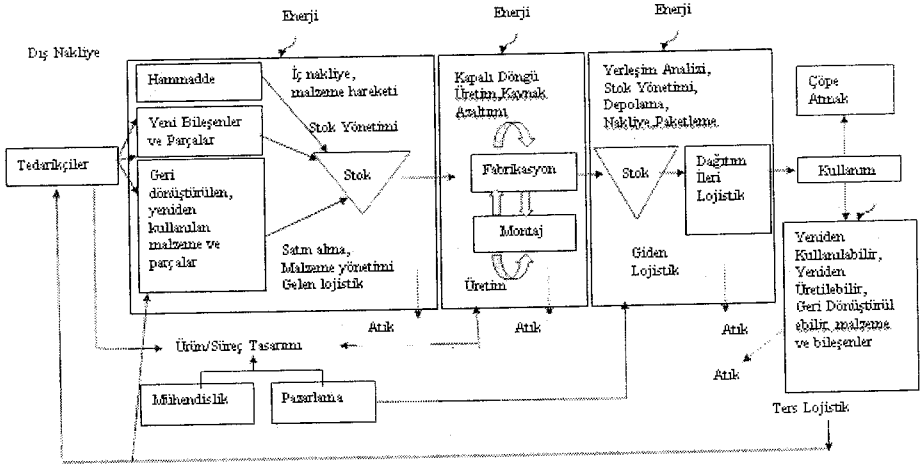 Enerji
Enerji
Enerji
Dış Nakliye
Hammadde
İç nakliye,
malzeme hareketi
Kapalı Döngü
Üretim,Kaynak
Azaltımı
Yerleşim Analizi,
Stok Yönetimi,
Depolama,
Nakliye,Paketleme
Çöpe
Atmak
Yeni Bileşenler
ve Parçalar
Stok Yönetimi
Tedarikçiler
Geri
dönüştürülen,
yeniden
kullanılan
malzeme ve
parçalar
Stok
Fabrikasyon
Stok
Dağıtım
İleri
Lojistik
Kullanım
Montaj
Satın alma,
Malzeme yönetimi
Gelen lojistik
Üretim
Giden
Lojistik
Yeniden
Kullanılabilir,
Yeniden
Üretilebilir,
Geri Dönüştürül
ebilir malzeme
ve bileşenler
Atık
Atık
Atık
Atık
Ürün/Süreç Tasarımı
Mühendislik
Pazarlama
Ters Lojistik